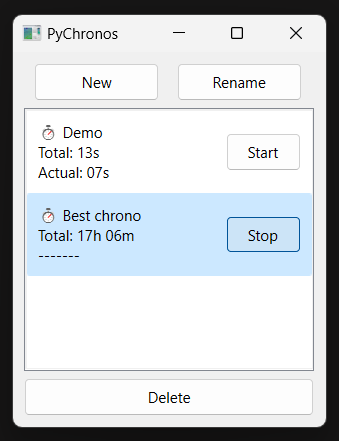 PyChronos
New
Rename
Demo
Total: 13s
Actual: 07s
Start
Best chrono
Total: 17h 06m
-------
Stop
Delete